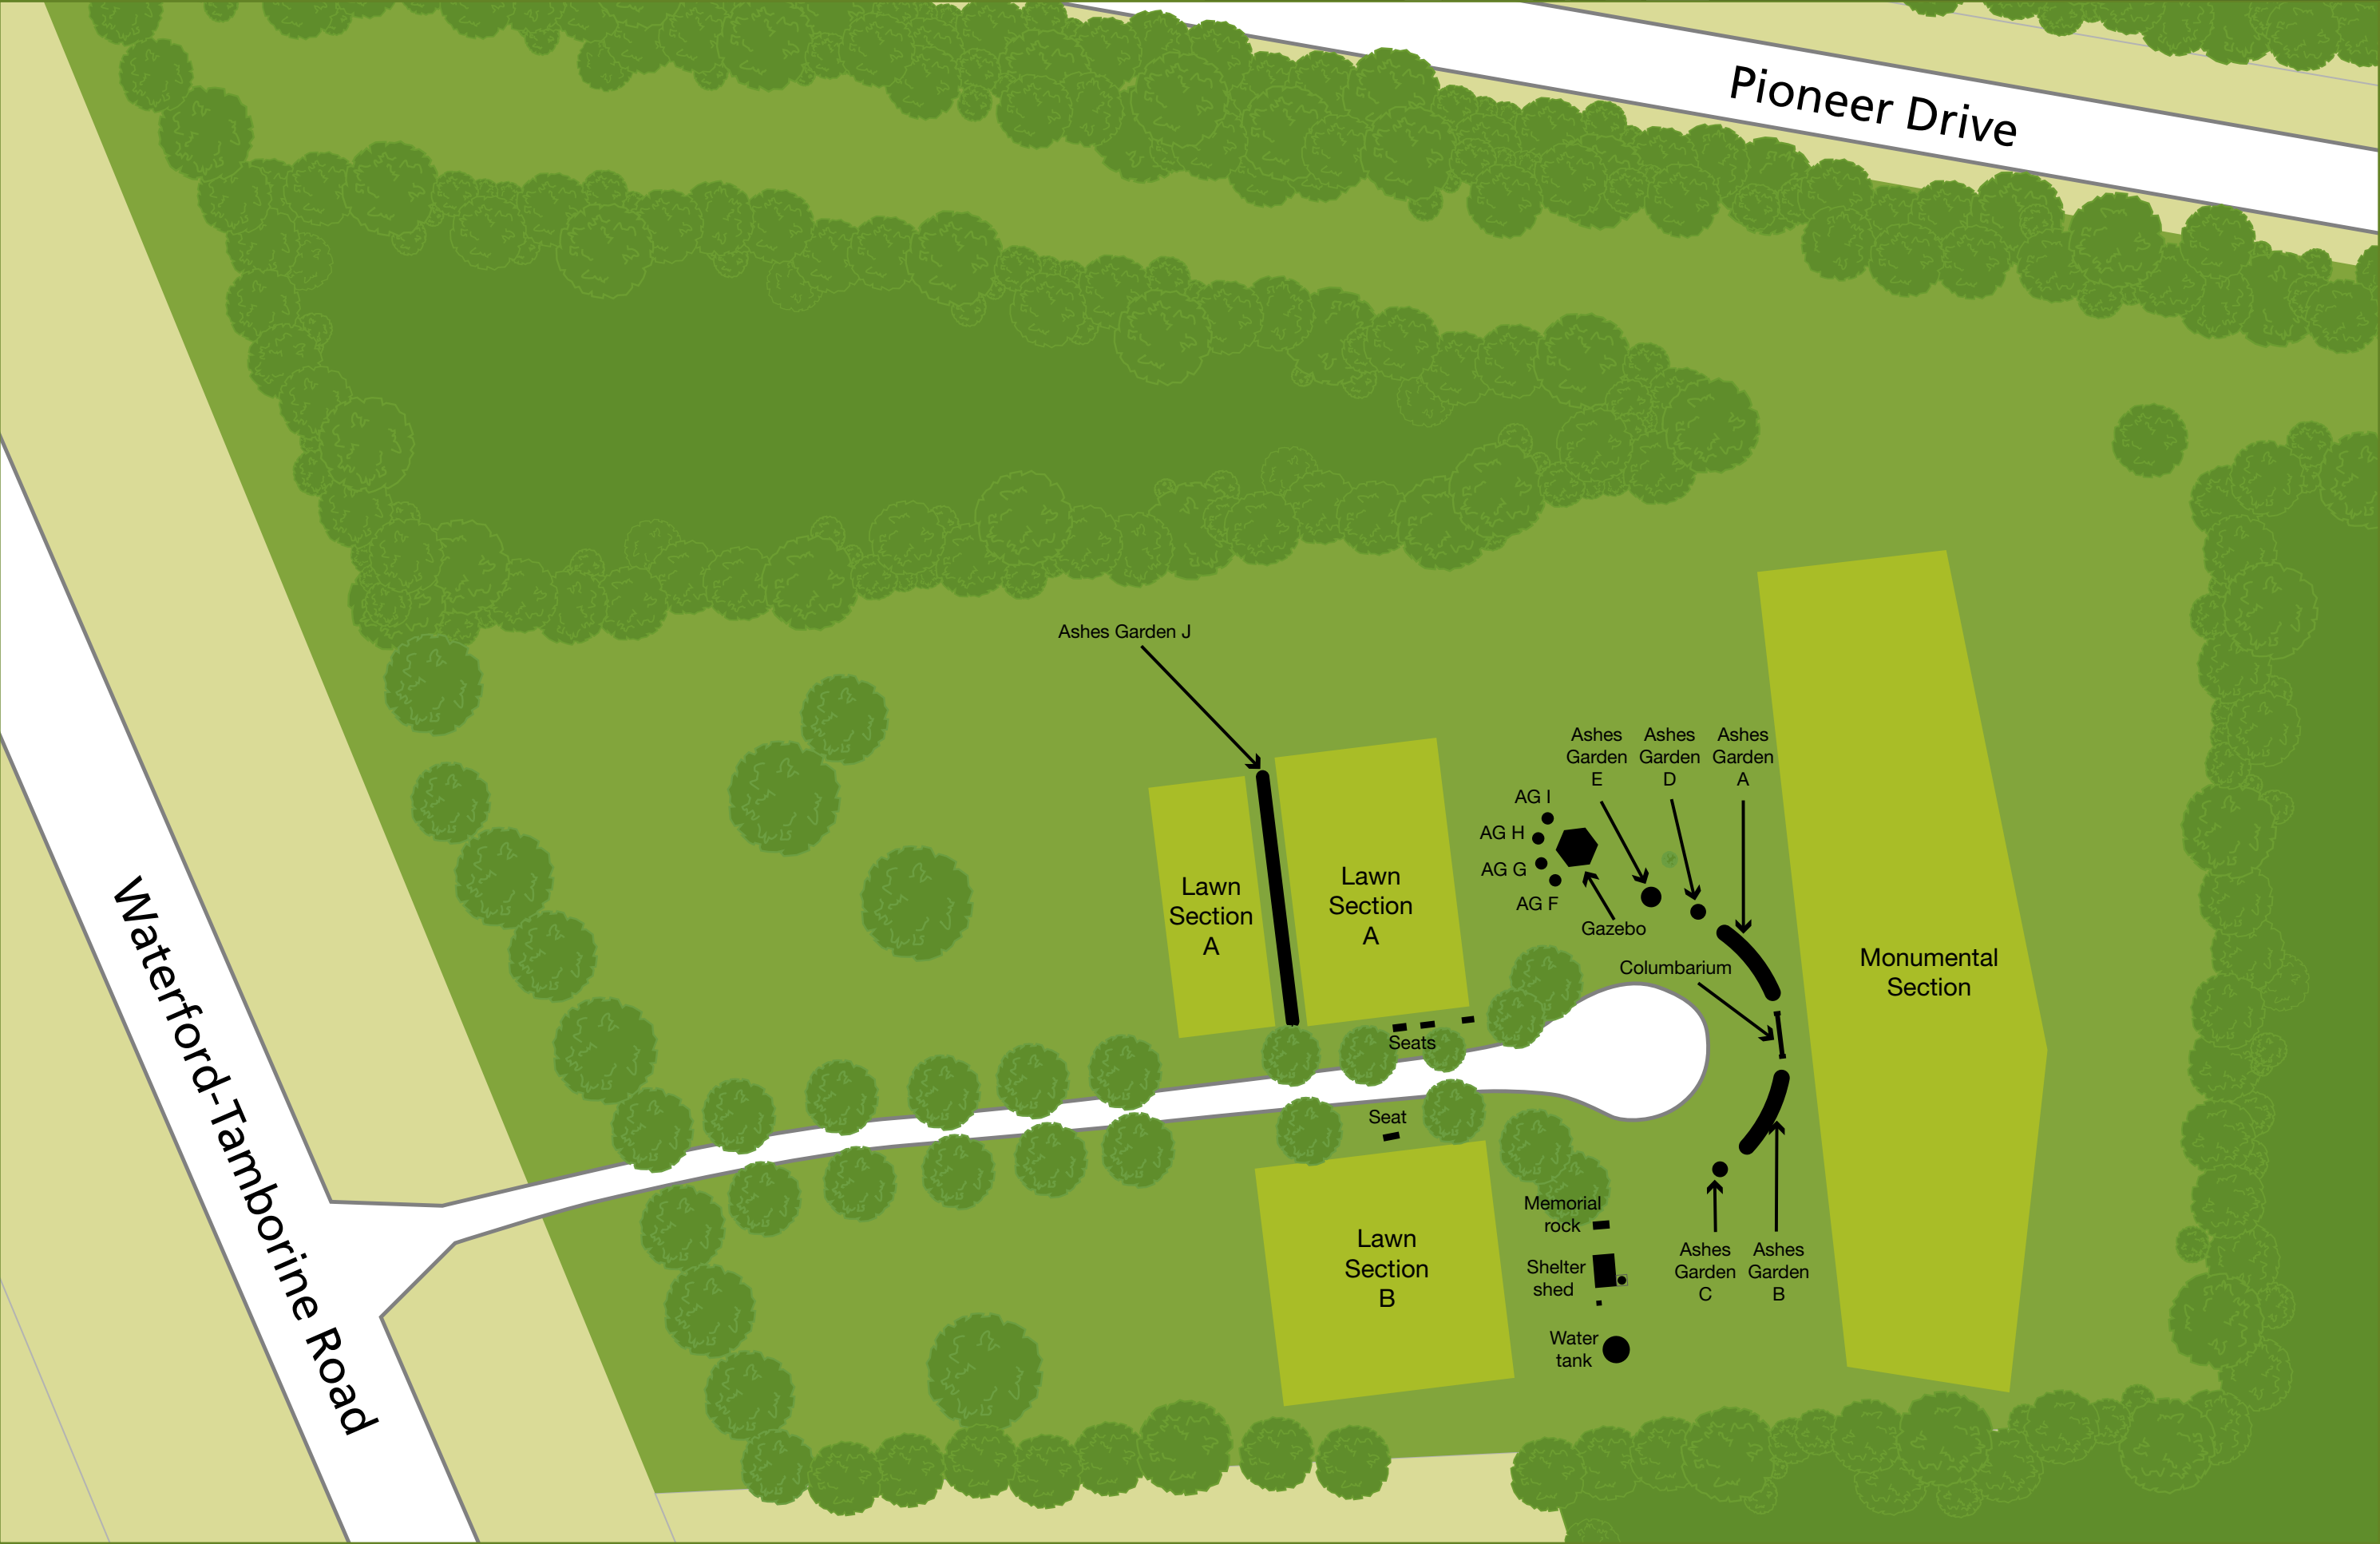 Pioneer Drive
Waterford-Tamborine Road
Ashes Garden J
Lawn
Section
A
Lawn
Section
A
AG I
AG H
AG G
AG F
Gazebo
Ashes
Garden
E
Ashes
Garden
D
Ashes
Garden
A
Columbarium
Monumental
Section
Seats
Seat
Lawn
Section
B
Memorial
rock
Shelter
shed
Water
tank
Ashes
Garden
C
Ashes
Garden
B